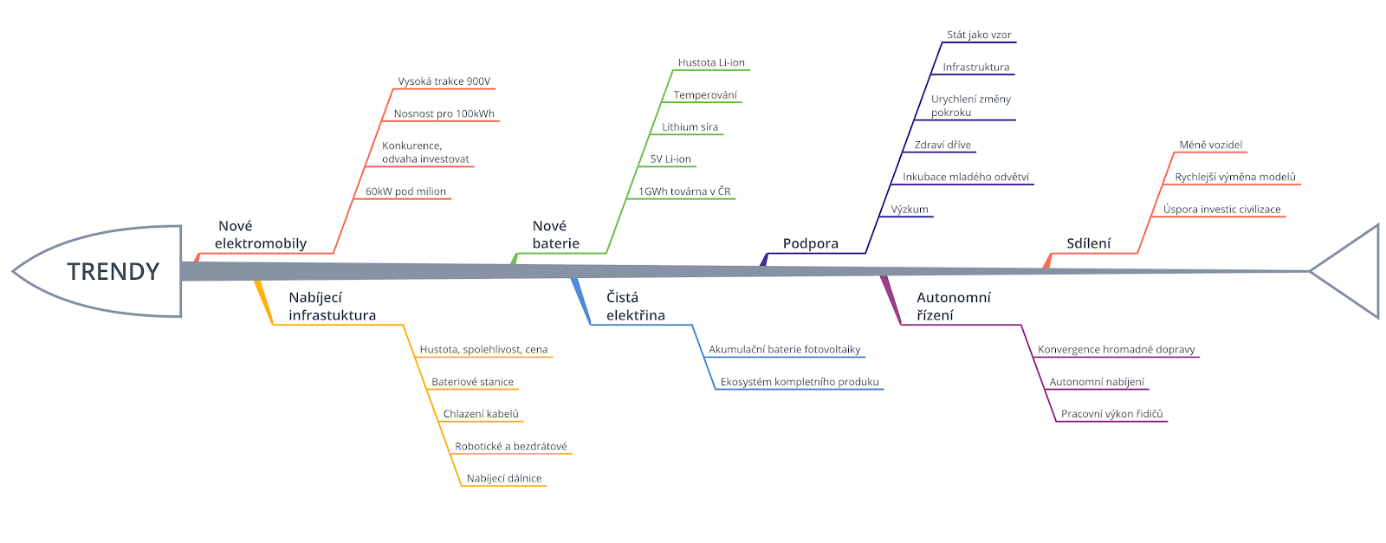 TRENDY
Nové
elektromobily
Vysoká trakce 900V
Nosnost pro 100kWh
Konkurence,
odvaha investovat
60kW pod milion
Nové
baterie
Hustota Li-ion
Temperování
Lithium síra
5V Li-ion
1GWh továrna v ČR
Podpora
Stát jako vzor
Infrastruktura
Urychlení změny
pokroku
Zdraví dříve
Inkubace mladého odvětví
Výzkum
Sdílení
Méně vozidel
Rychlejší výměna modelů
Úspora investic civilizace
Nabíjecí
infrastuktura
Hustota, spolehlivost, cena
Bateriové stanice
Chlazení kabelů
Robotické a bezdrátové
Nabíjecí dálnice
Čistá
elektřina
Akumulační baterie fotovoltaiky
Ekosystém kompletního produku
Autonomní
řízení
Konvergence hromadné dopravy
Autonomní nabíjení
Pracovní výkon řidičů